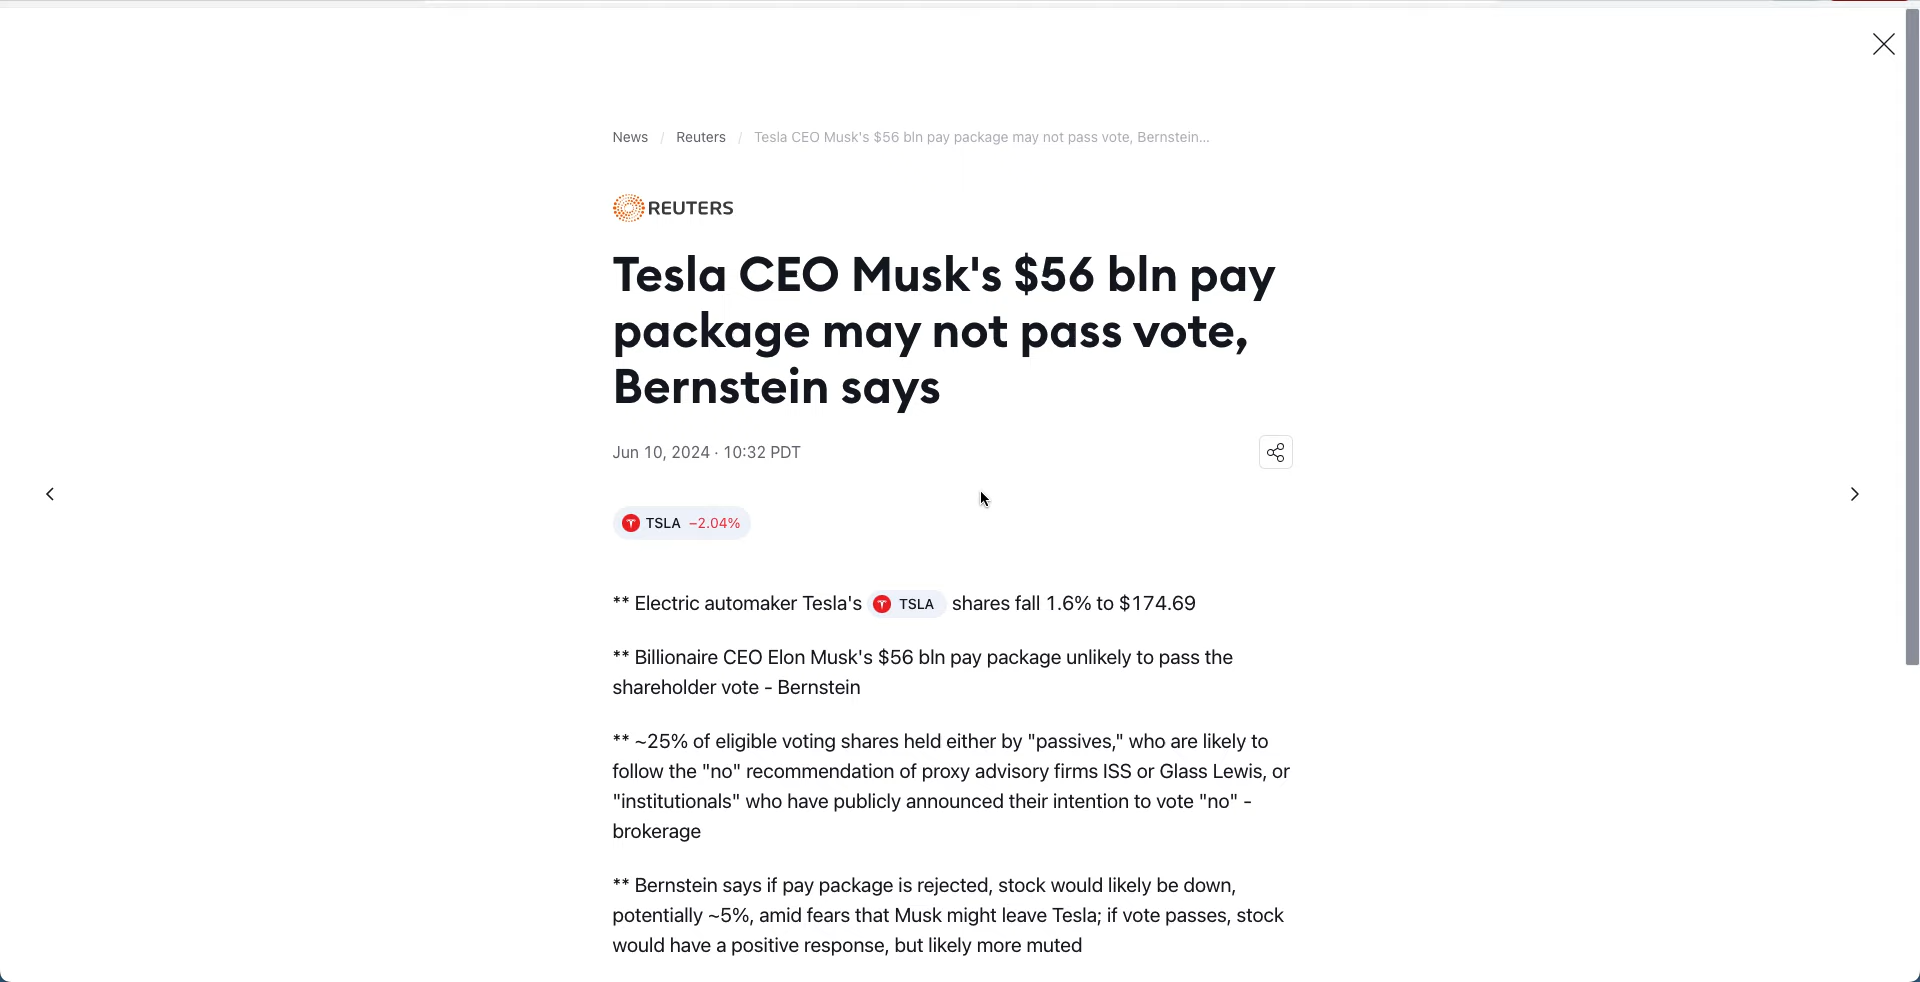 News / Reuters / Tesla CEO Musk's $56 bln pay package may not pass vote, Bernstein...
REUTERS
Tesla CEO Musk's $56 bln pay
package may not pass vote,
Bernstein says
Jun 10, 2024 · 10:32 PDT
TSLA −2.04%
** Electric automaker Tesla's TSLA shares fall 1.6% to $174.69
** Billionaire CEO Elon Musk's $56 bln pay package unlikely to pass the
shareholder vote - Bernstein
** ~25% of eligible voting shares held either by "passives," who are likely to
follow the "no" recommendation of proxy advisory firms ISS or Glass Lewis, or
"institutionals" who have publicly announced their intention to vote "no" -
brokerage
** Bernstein says if pay package is rejected, stock would likely be down,
potentially ~5%, amid fears that Musk might leave Tesla; if vote passes, stock
would have a positive response, but likely more muted